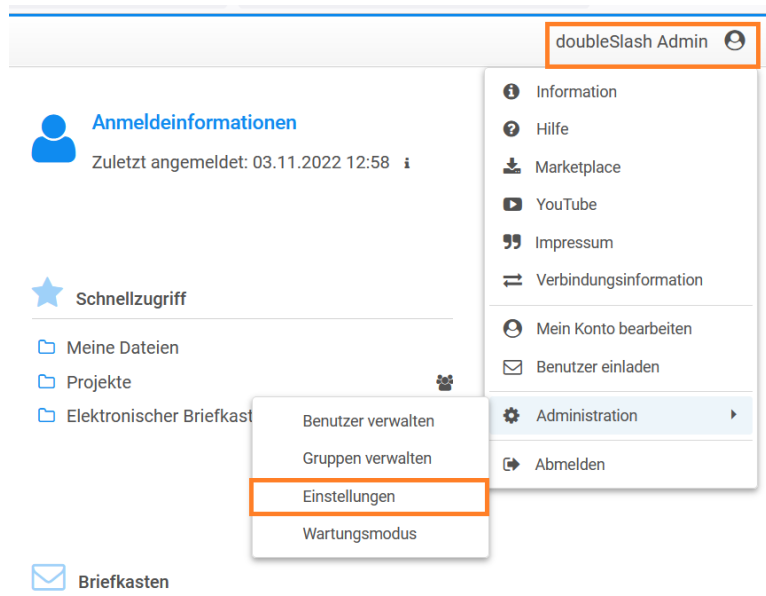 doubleSlash Admin
Anmeldeinformationen
Zuletzt angemeldet: 03.11.2022 12:58
Schnellzugriff
Meine Dateien
Projekte
Elektronischer Briefkast
Briefkasten
Information
Hilfe
Marketplace
YouTube
Impressum
Verbindungsinformation
Mein Konto bearbeiten
Benutzer einladen
Administration
Abmelden
Benutzer verwalten
Gruppen verwalten
Einstellungen
Wartungsmodus